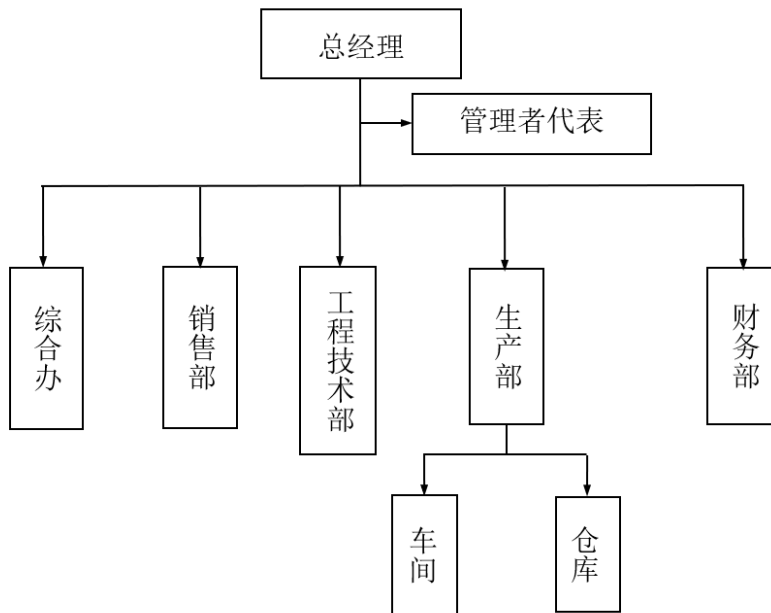 总经理
管理者代表
综合办
销售部
工程技术部
生产部
财务部
车间
仓库